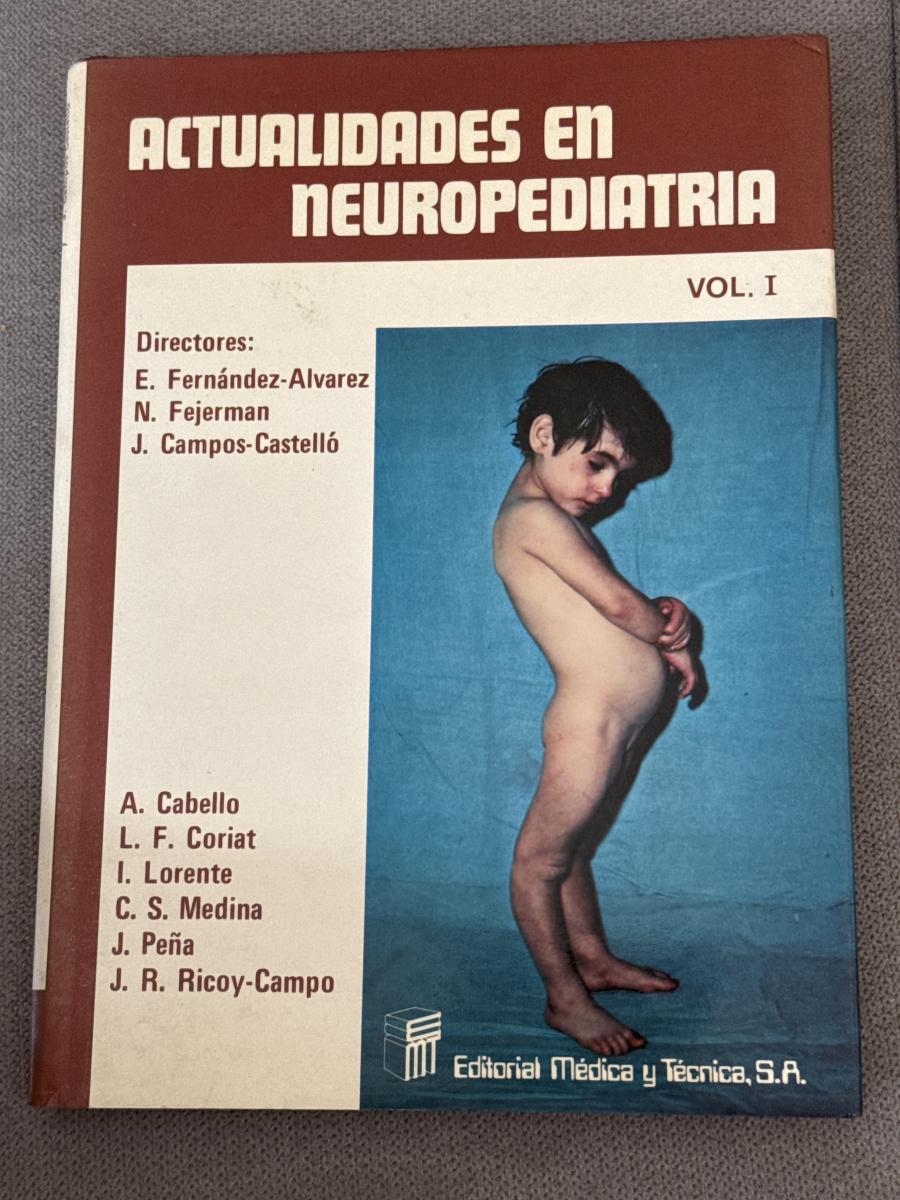 ACTUALIDADES En
nEUROPEDIATRIA
VOL. I
Directores:
E. Fernández-Alvarez
N. Fejerman
J. Campos-Castelló
A. Cabello
L. F. Coriat
I. Lorente
C. S. Medina
J. Peña
J. R. Ricoy-Campo
EMT
Editorial Médica y Técnica, S.A.